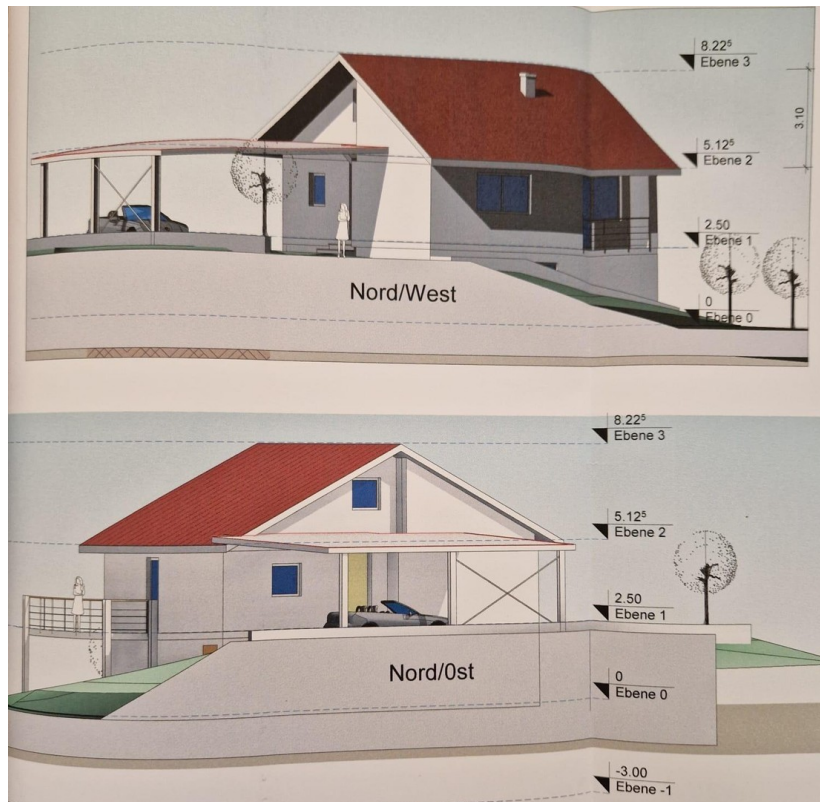 8.22⁵
Ebene 3
3.10
5.12⁵
Ebene 2
2.50
Ebene 1
Nord/West
0
Ebene 0
8.22⁵
Ebene 3
5.12⁵
Ebene 2
2.50
Ebene 1
Nord/0st
0
Ebene 0
-3.00
Ebene -1